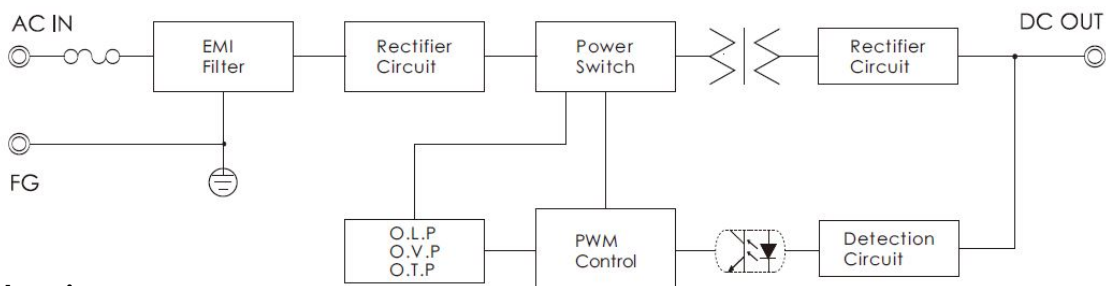 AC IN
DC OUT
EMI
Filter
Rectifier
Circuit
Power
Switch
Rectifier
Circuit
FG
O.L.P
O.V.P
O.T.P
PWM
Control
Detection
Circuit